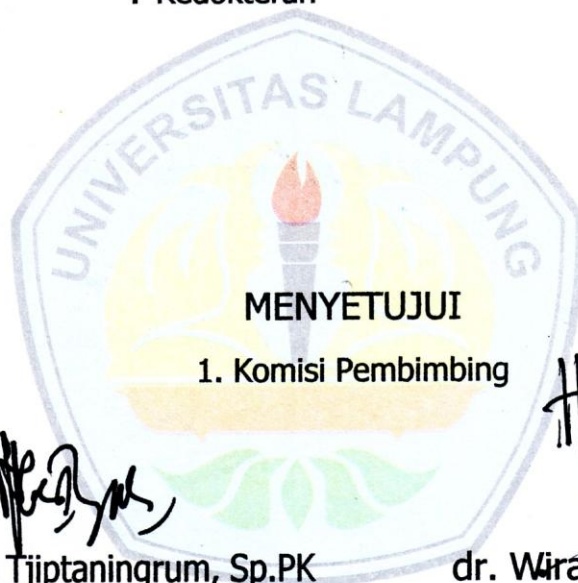 : Kedokteran
UNIVERSITAS LAMPUNG
MENYETUJUI
1. Komisi Pembimbing
Tjiptaningrum, Sp.PK dr. Wira